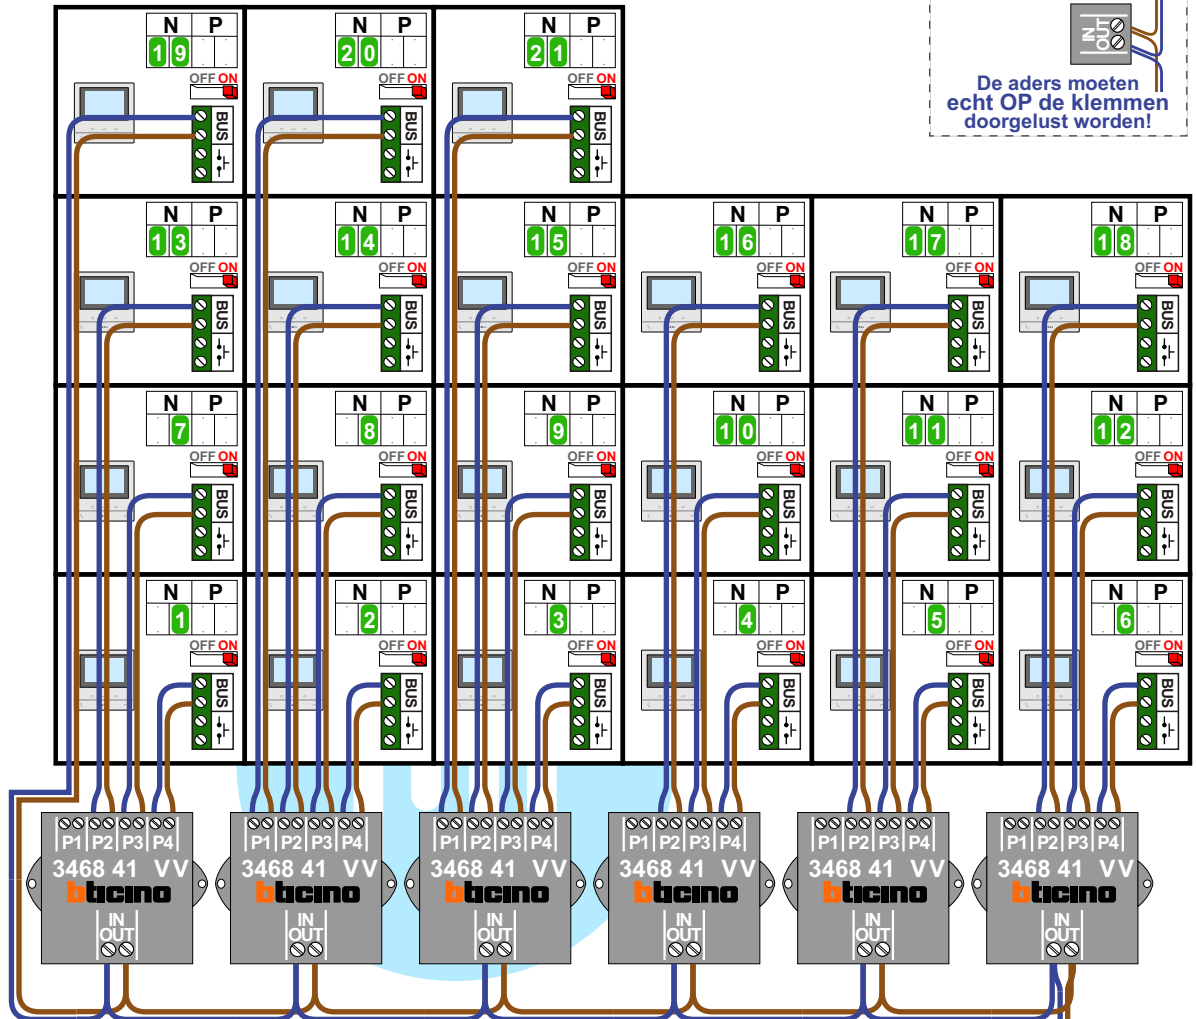 N P N P N P
19 20 21
OFF ON OFF ON OFF ON
BUS BUS BUS
IN
OUT
De aders moeten
echt OP de klemmen
doorgelust worden!
N P N P N P N P N P N P
13 14 15 16 17 18
OFF ON OFF ON OFF ON OFF ON OFF ON OFF ON
BUS BUS BUS BUS BUS BUS
N P N P N P N P N P N P
7 8 9 10 11 12
OFF ON OFF ON OFF ON OFF ON OFF ON OFF ON
BUS BUS BUS BUS BUS BUS
N P N P N P N P N P N P
1 2 3 4 5 6
OFF ON OFF ON OFF ON OFF ON OFF ON OFF ON
BUS BUS BUS BUS BUS BUS
P1 P2 P3 P4 P1 P2 P3 P4 P1 P2 P3 P4 P1 P2 P3 P4 P1 P2 P3 P4 P1 P2 P3 P4
3468 41 VV 3468 41 VV 3468 41 VV 3468 41 VV 3468 41 VV 3468 41 VV
bticino bticino bticino bticino bticino bticino
IN IN IN IN IN IN
OUT OUT OUT OUT OUT OUT